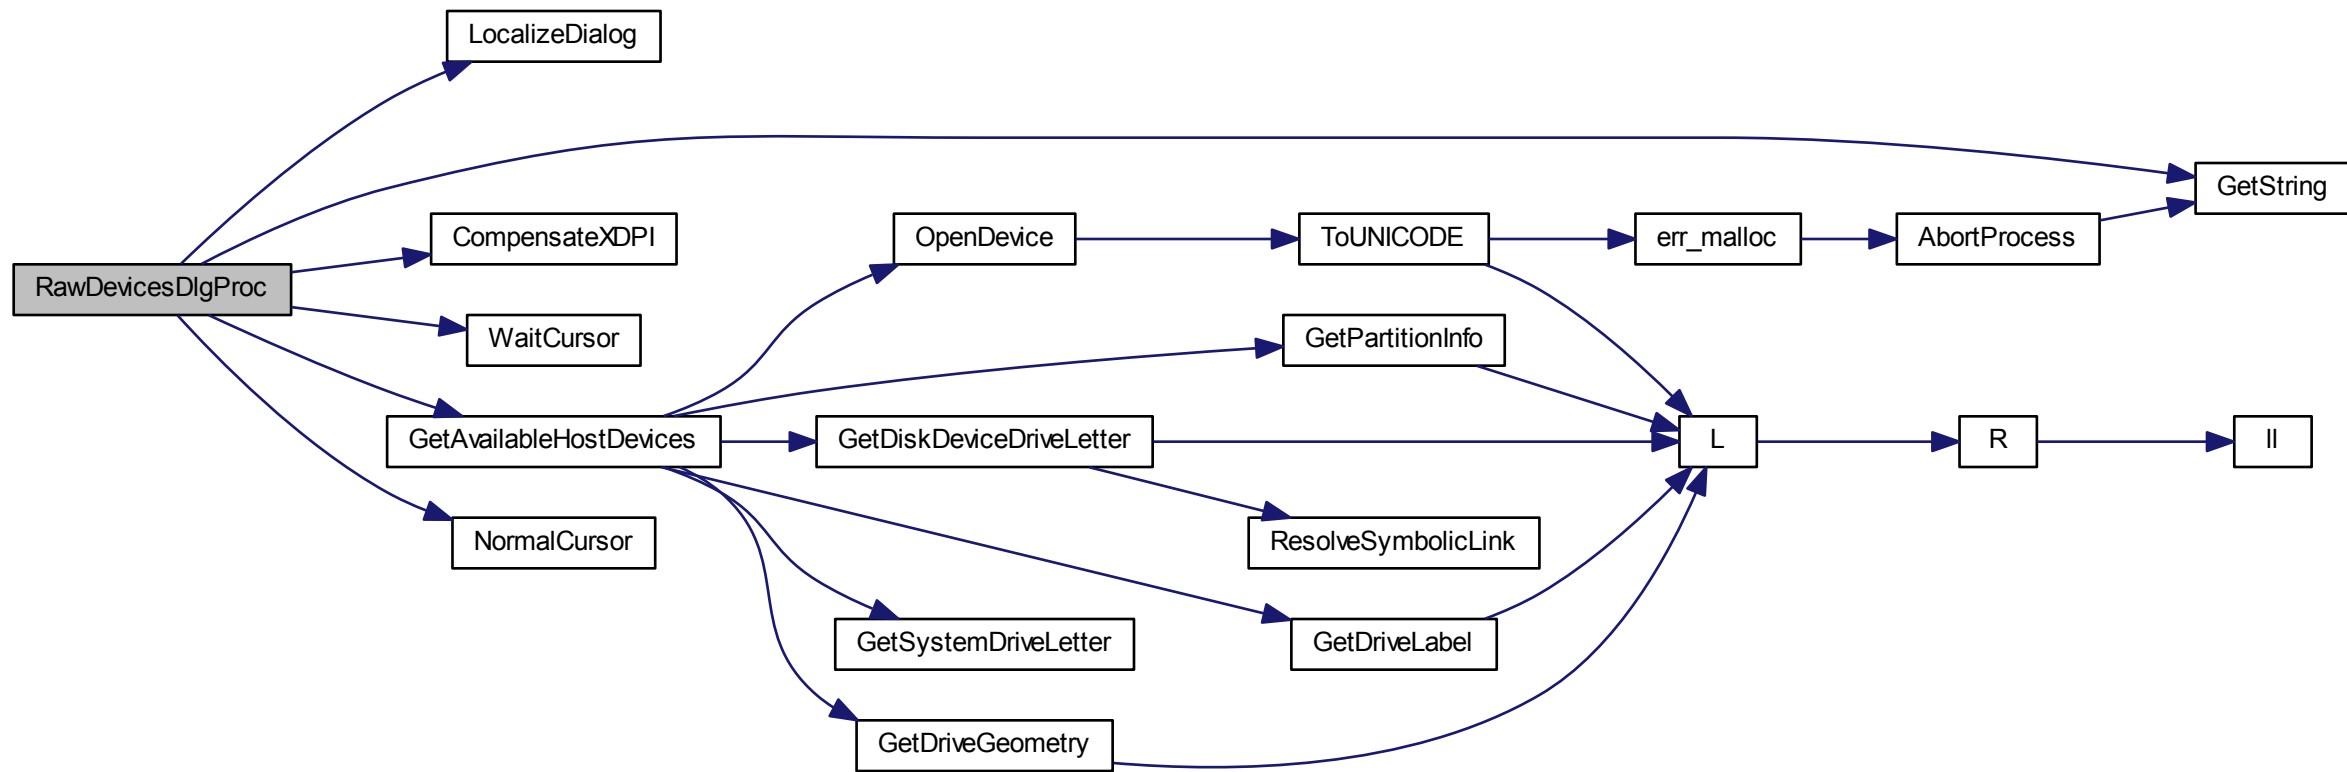 LocalizeDialog
GetString
CompensateXDPI
OpenDevice
ToUNICODE
err_malloc
AbortProcess
RawDevicesDlgProc
WaitCursor
GetPartitionInfo
GetAvailableHostDevices
GetDiskDeviceDriveLetter
L
R
ll
NormalCursor
ResolveSymbolicLink
GetSystemDriveLetter
GetDriveLabel
GetDriveGeometry